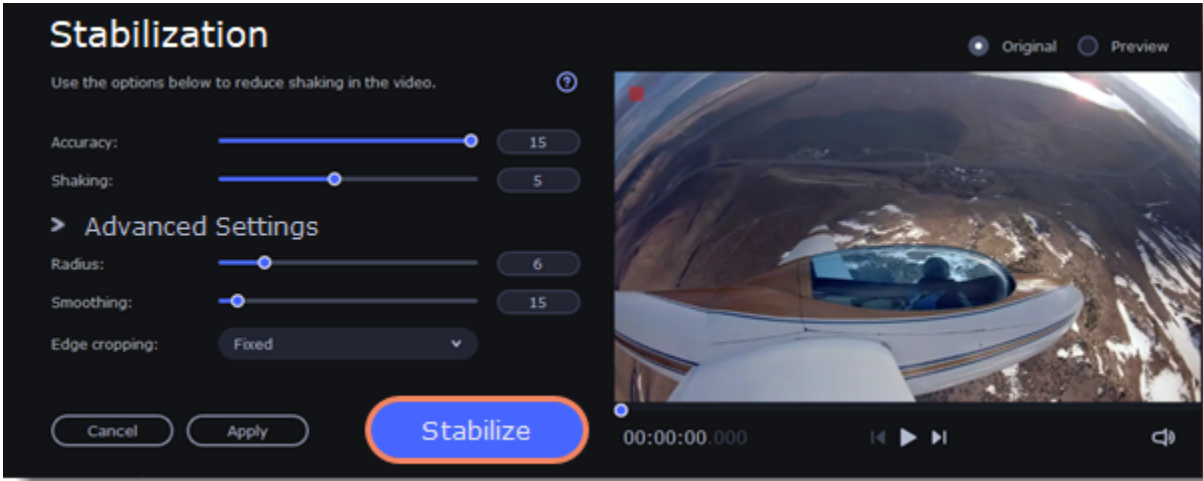 Stabilization
Original Preview
Use the options below to reduce shaking in the video. ?
Accuracy: 15
Shaking: 5
> Advanced Settings
Radius: 6
Smoothing: 15
Edge cropping: Fixed
Cancel Apply Stabilize
00:00:00.000